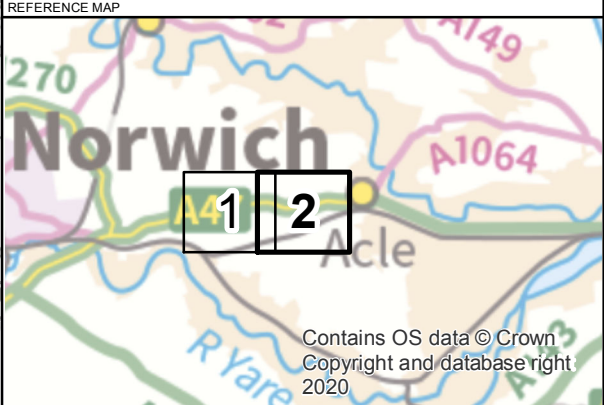 REFERENCE MAP
A149
270
Norwich
A1064
A47
1
2
Acle
R Yare
Contains OS data © Crown
Copyright and database right
2020